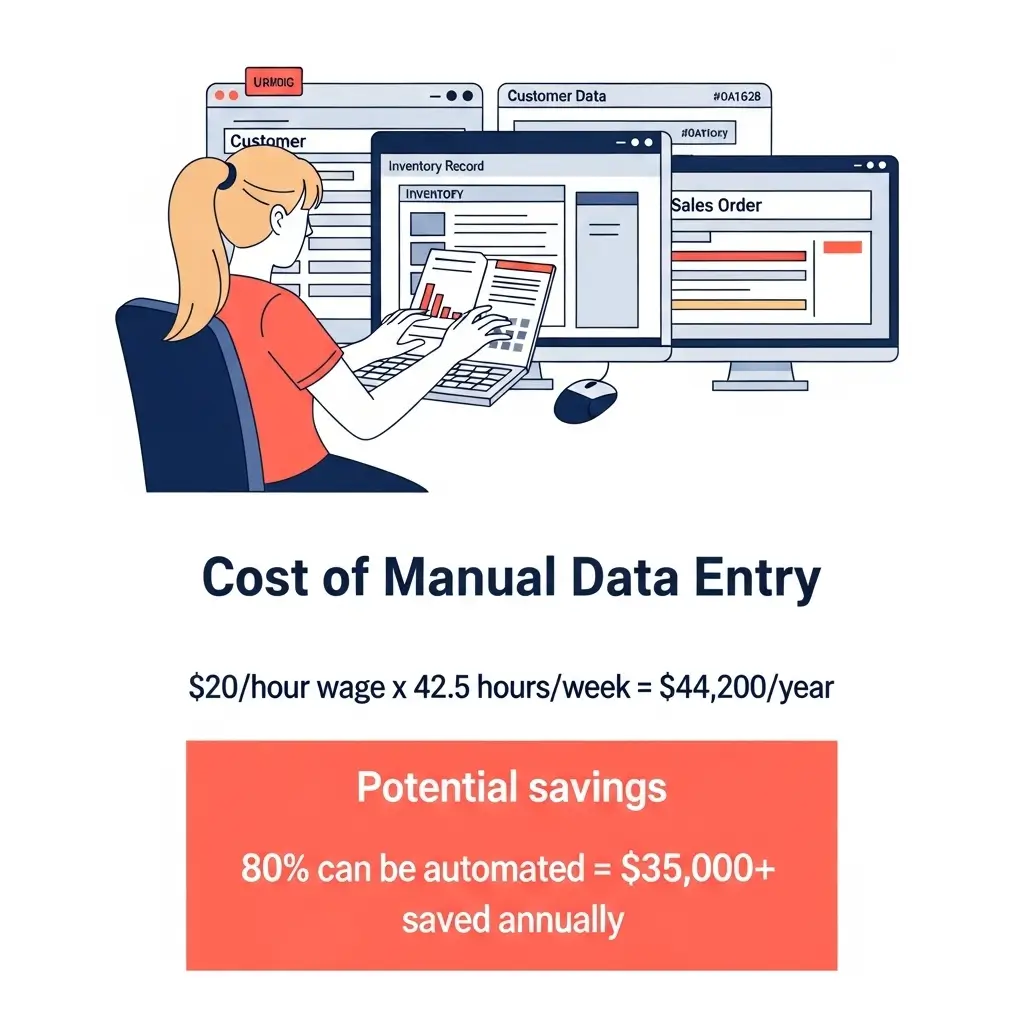 URMOIG
Customer
Customer Data
#0A1628
Inventory Record
INVENTOFY
Sales Order
Cost of Manual Data Entry
$20/hour wage x 42.5 hours/week = $44,200/year
Potential savings
80% can be automated = $35,000+
saved annually